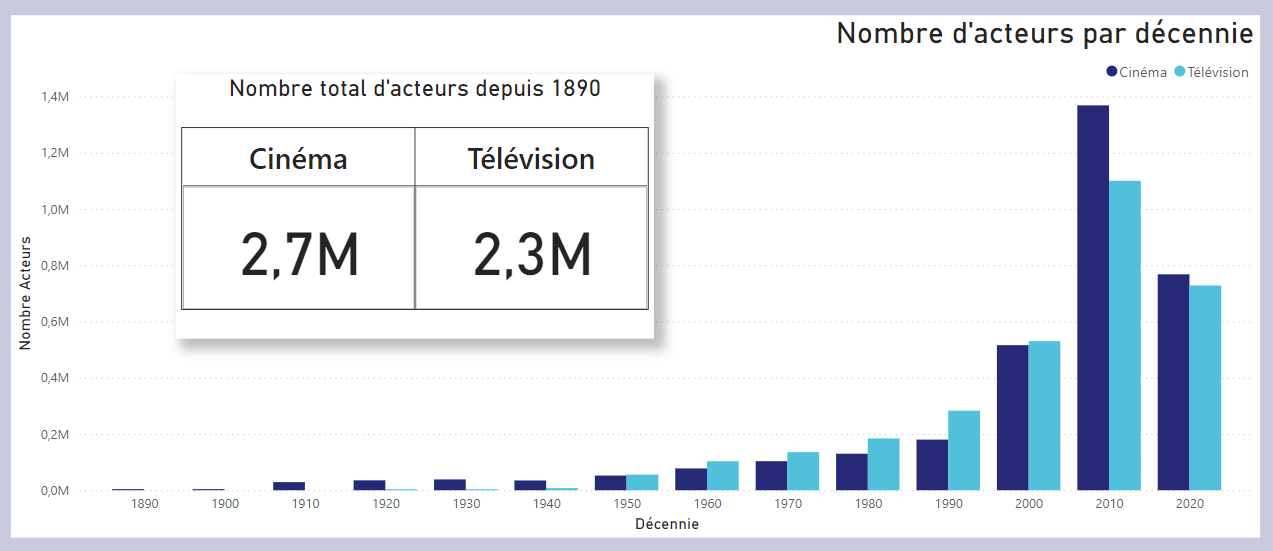 Nombre d'acteurs par décennie
Cinéma Télévision
Nombre total d'acteurs depuis 1890
Cinéma Télévision
2,7M 2,3M
Nombre Acteurs
1,4M
1,2M
1,0M
0,8M
0,6M
0,4M
0,2M
0,0M
1890 1900 1910 1920 1930 1940 1950 1960 1970 1980 1990 2000 2010 2020
Décennie